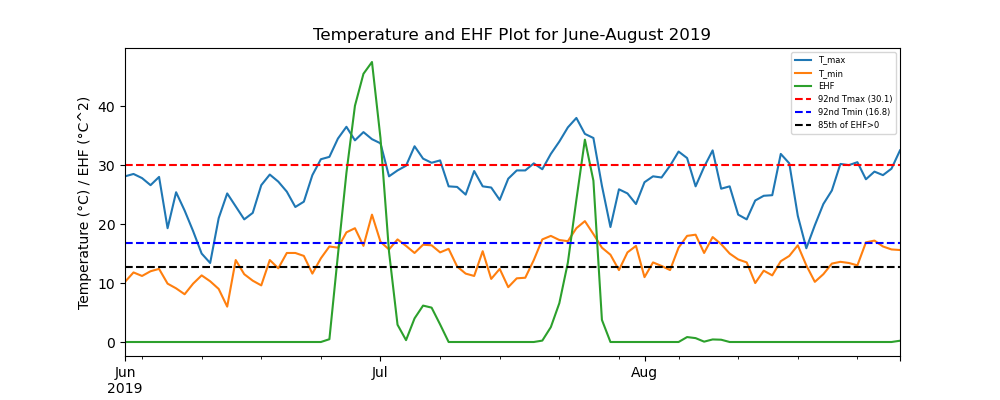 Temperature and EHF Plot for June-August 2019
Temperature (°C) / EHF (°C^2)
40
30
20
10
0
T_max
T_min
EHF
92nd Tmax (30.1)
92nd Tmin (16.8)
85th of EHF>0
Jun
2019
Jul
Aug